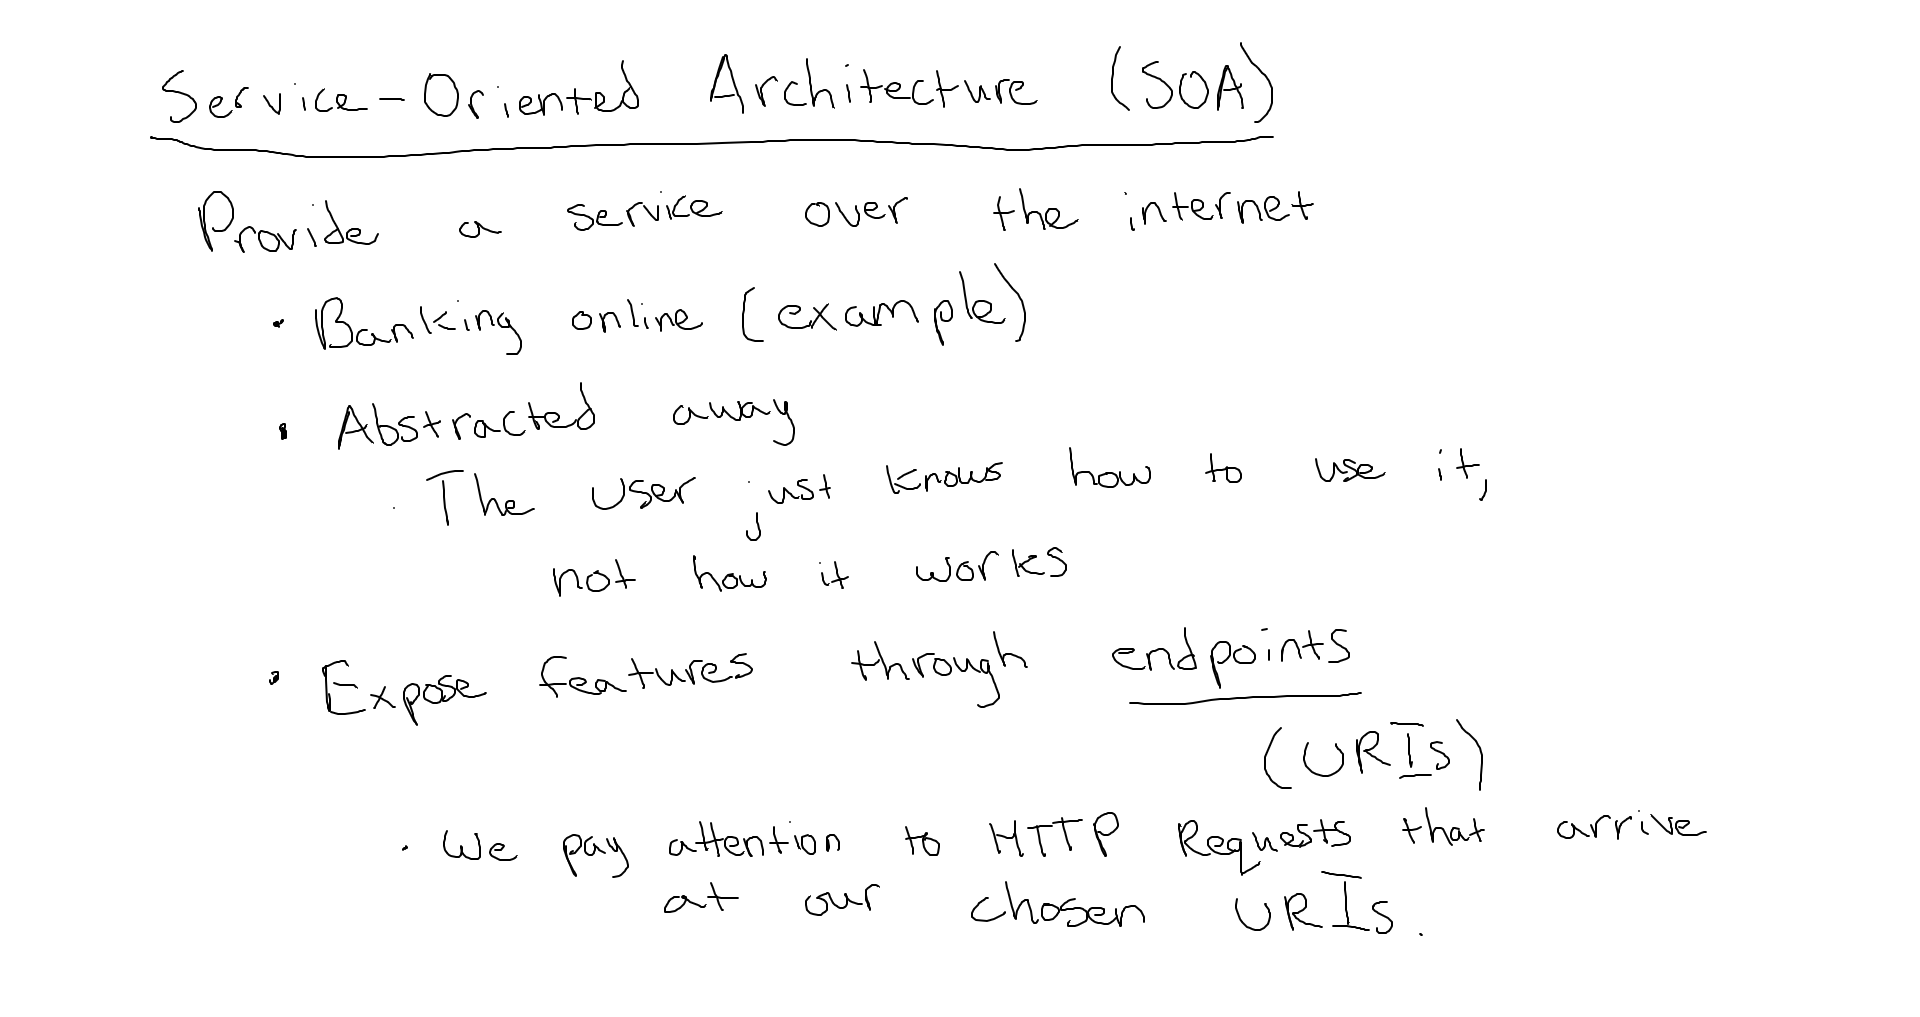 Service-Oriented Architecture (SOA)
Provide a service over the internet
• Banking online (example)
• Abstracted away
The user just knows how to use it,
not how it works
• Expose features through endpoints
(URIs)
• We pay attention to HTTP Requests that arrive
at our chosen URIs.